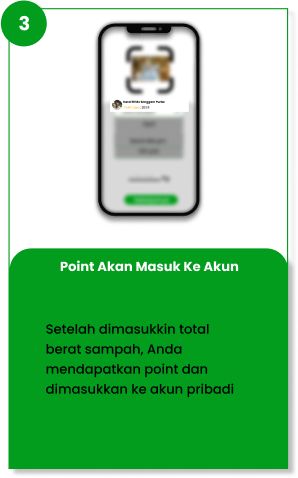 3
Point Akan Masuk Ke Akun
Setelah dimasukkin total
berat sampah, Anda
mendapatkan point dan
dimasukkan ke akun pribadi